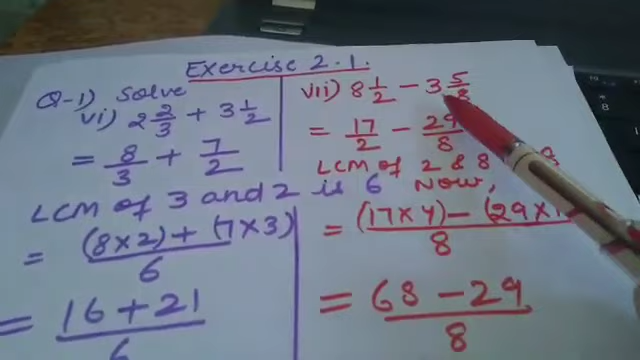 Exercise 2.1.
Q-1) Solve
vi) 2 2/3 + 3 1/2
= 8/3 + 7/2
LCM of 3 and 2 is 6
= (8×2) + (7×3) / 6
= 16 + 21 / 6
vii) 8 1/2 - 3 5/8
= 17/2 - 29/8
LCM of 2 & 8 8
Now,
= (17×4) - (29×1 / 8
= 68 - 29 / 8